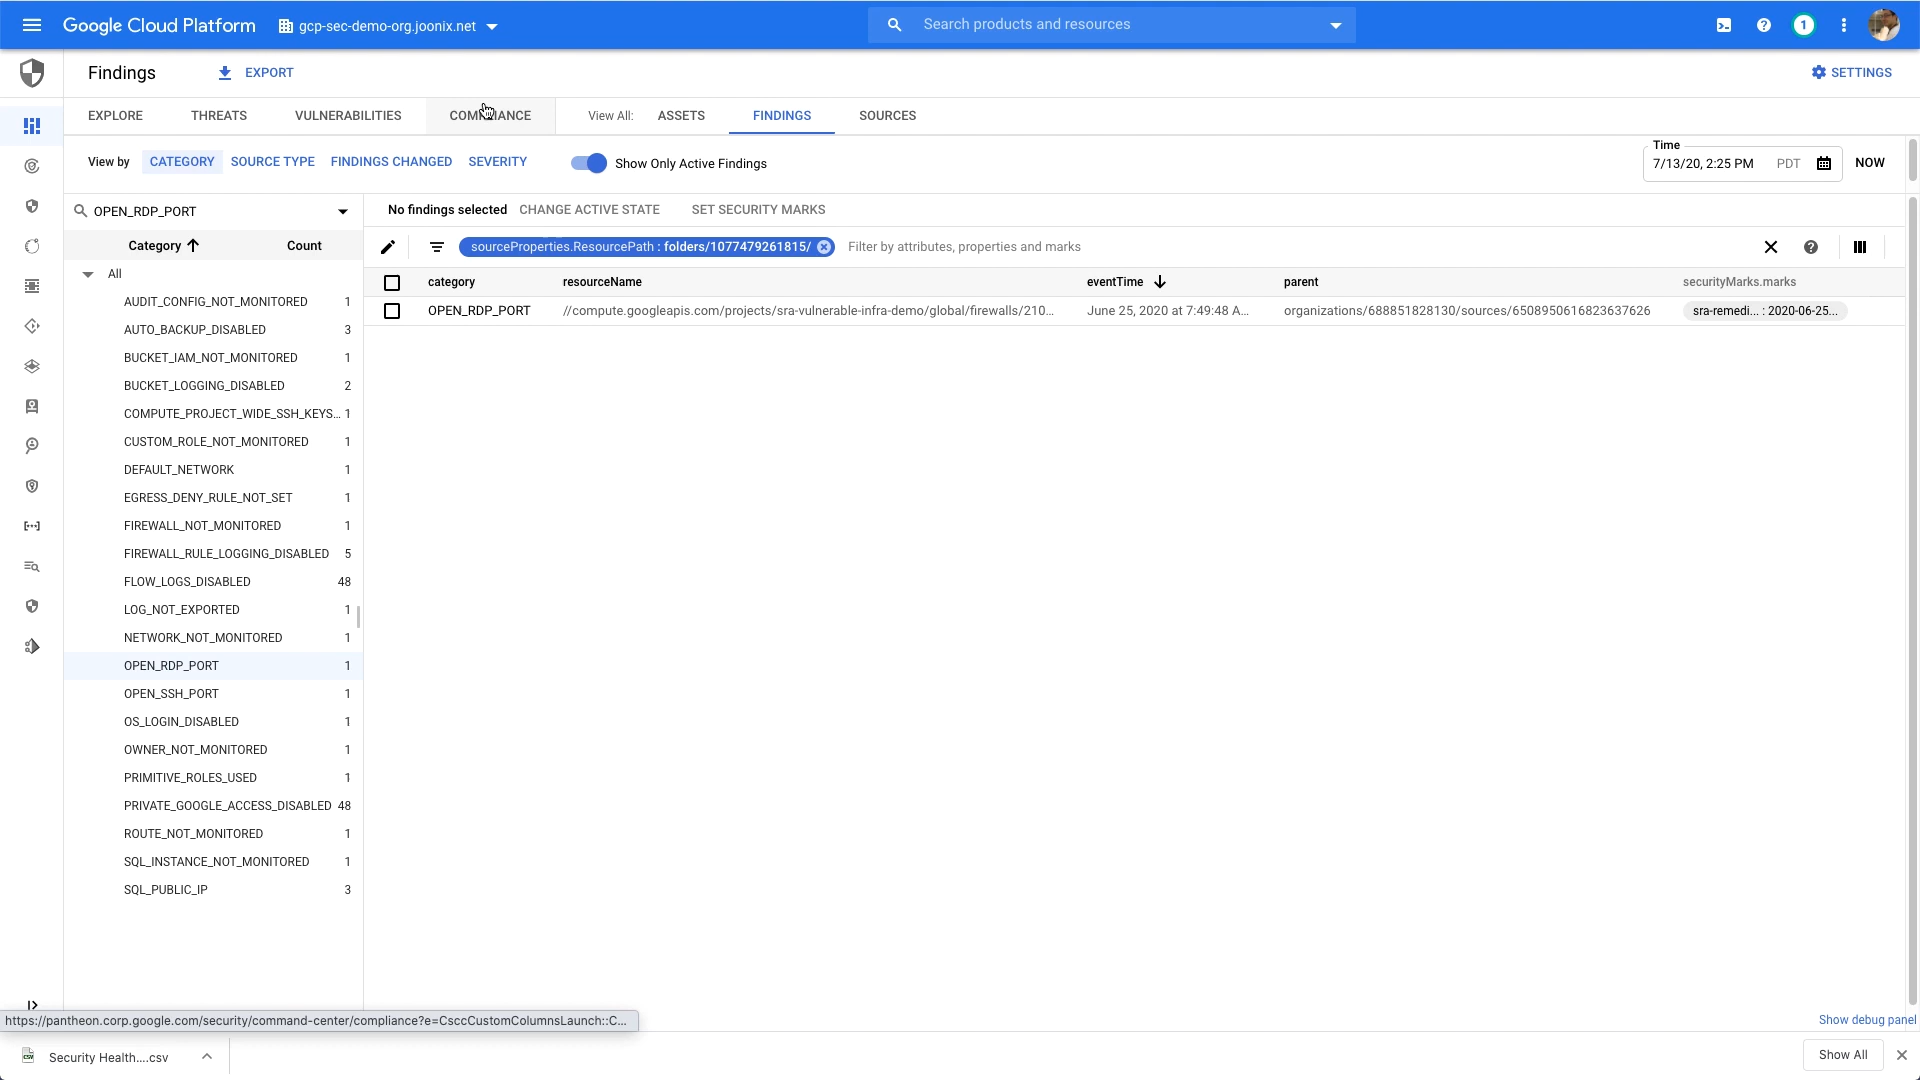 Google Cloud Platform gcp-sec-demo-org.joonix.net Search products and resources 1
Findings EXPORT SETTINGS
EXPLORE THREATS VULNERABILITIES COMPLIANCE View All: ASSETS FINDINGS SOURCES
View by CATEGORY SOURCE TYPE FINDINGS CHANGED SEVERITY Show Only Active Findings Time 7/13/20, 2:25 PM PDT NOW
OPEN_RDP_PORT
Category Count
All
AUDIT_CONFIG_NOT_MONITORED 1
AUTO_BACKUP_DISABLED 3
BUCKET_IAM_NOT_MONITORED 1
BUCKET_LOGGING_DISABLED 2
COMPUTE_PROJECT_WIDE_SSH_KEYS... 1
CUSTOM_ROLE_NOT_MONITORED 1
DEFAULT_NETWORK 1
EGRESS_DENY_RULE_NOT_SET 1
FIREWALL_NOT_MONITORED 1
FIREWALL_RULE_LOGGING_DISABLED 5
FLOW_LOGS_DISABLED 48
LOG_NOT_EXPORTED 1
NETWORK_NOT_MONITORED 1
OPEN_RDP_PORT 1
OPEN_SSH_PORT 1
OS_LOGIN_DISABLED 1
OWNER_NOT_MONITORED 1
PRIMITIVE_ROLES_USED 1
PRIVATE_GOOGLE_ACCESS_DISABLED 48
ROUTE_NOT_MONITORED 1
SQL_INSTANCE_NOT_MONITORED 1
SQL_PUBLIC_IP 3
No findings selected CHANGE ACTIVE STATE SET SECURITY MARKS
sourceProperties.ResourcePath : folders/1077479261815/ Filter by attributes, properties and marks
category resourceName eventTime parent securityMarks.marks
OPEN_RDP_PORT //compute.googleapis.com/projects/sra-vulnerable-infra-demo/global/firewalls/210... June 25, 2020 at 7:49:48 A... organizations/688851828130/sources/6508950616823637626 sra-remedi... : 2020-06-25...
https://pantheon.corp.google.com/security/command-center/compliance?e=CsccCustomColumnsLaunch::C...
Show debug panel
CSV Security Health....csv Show All